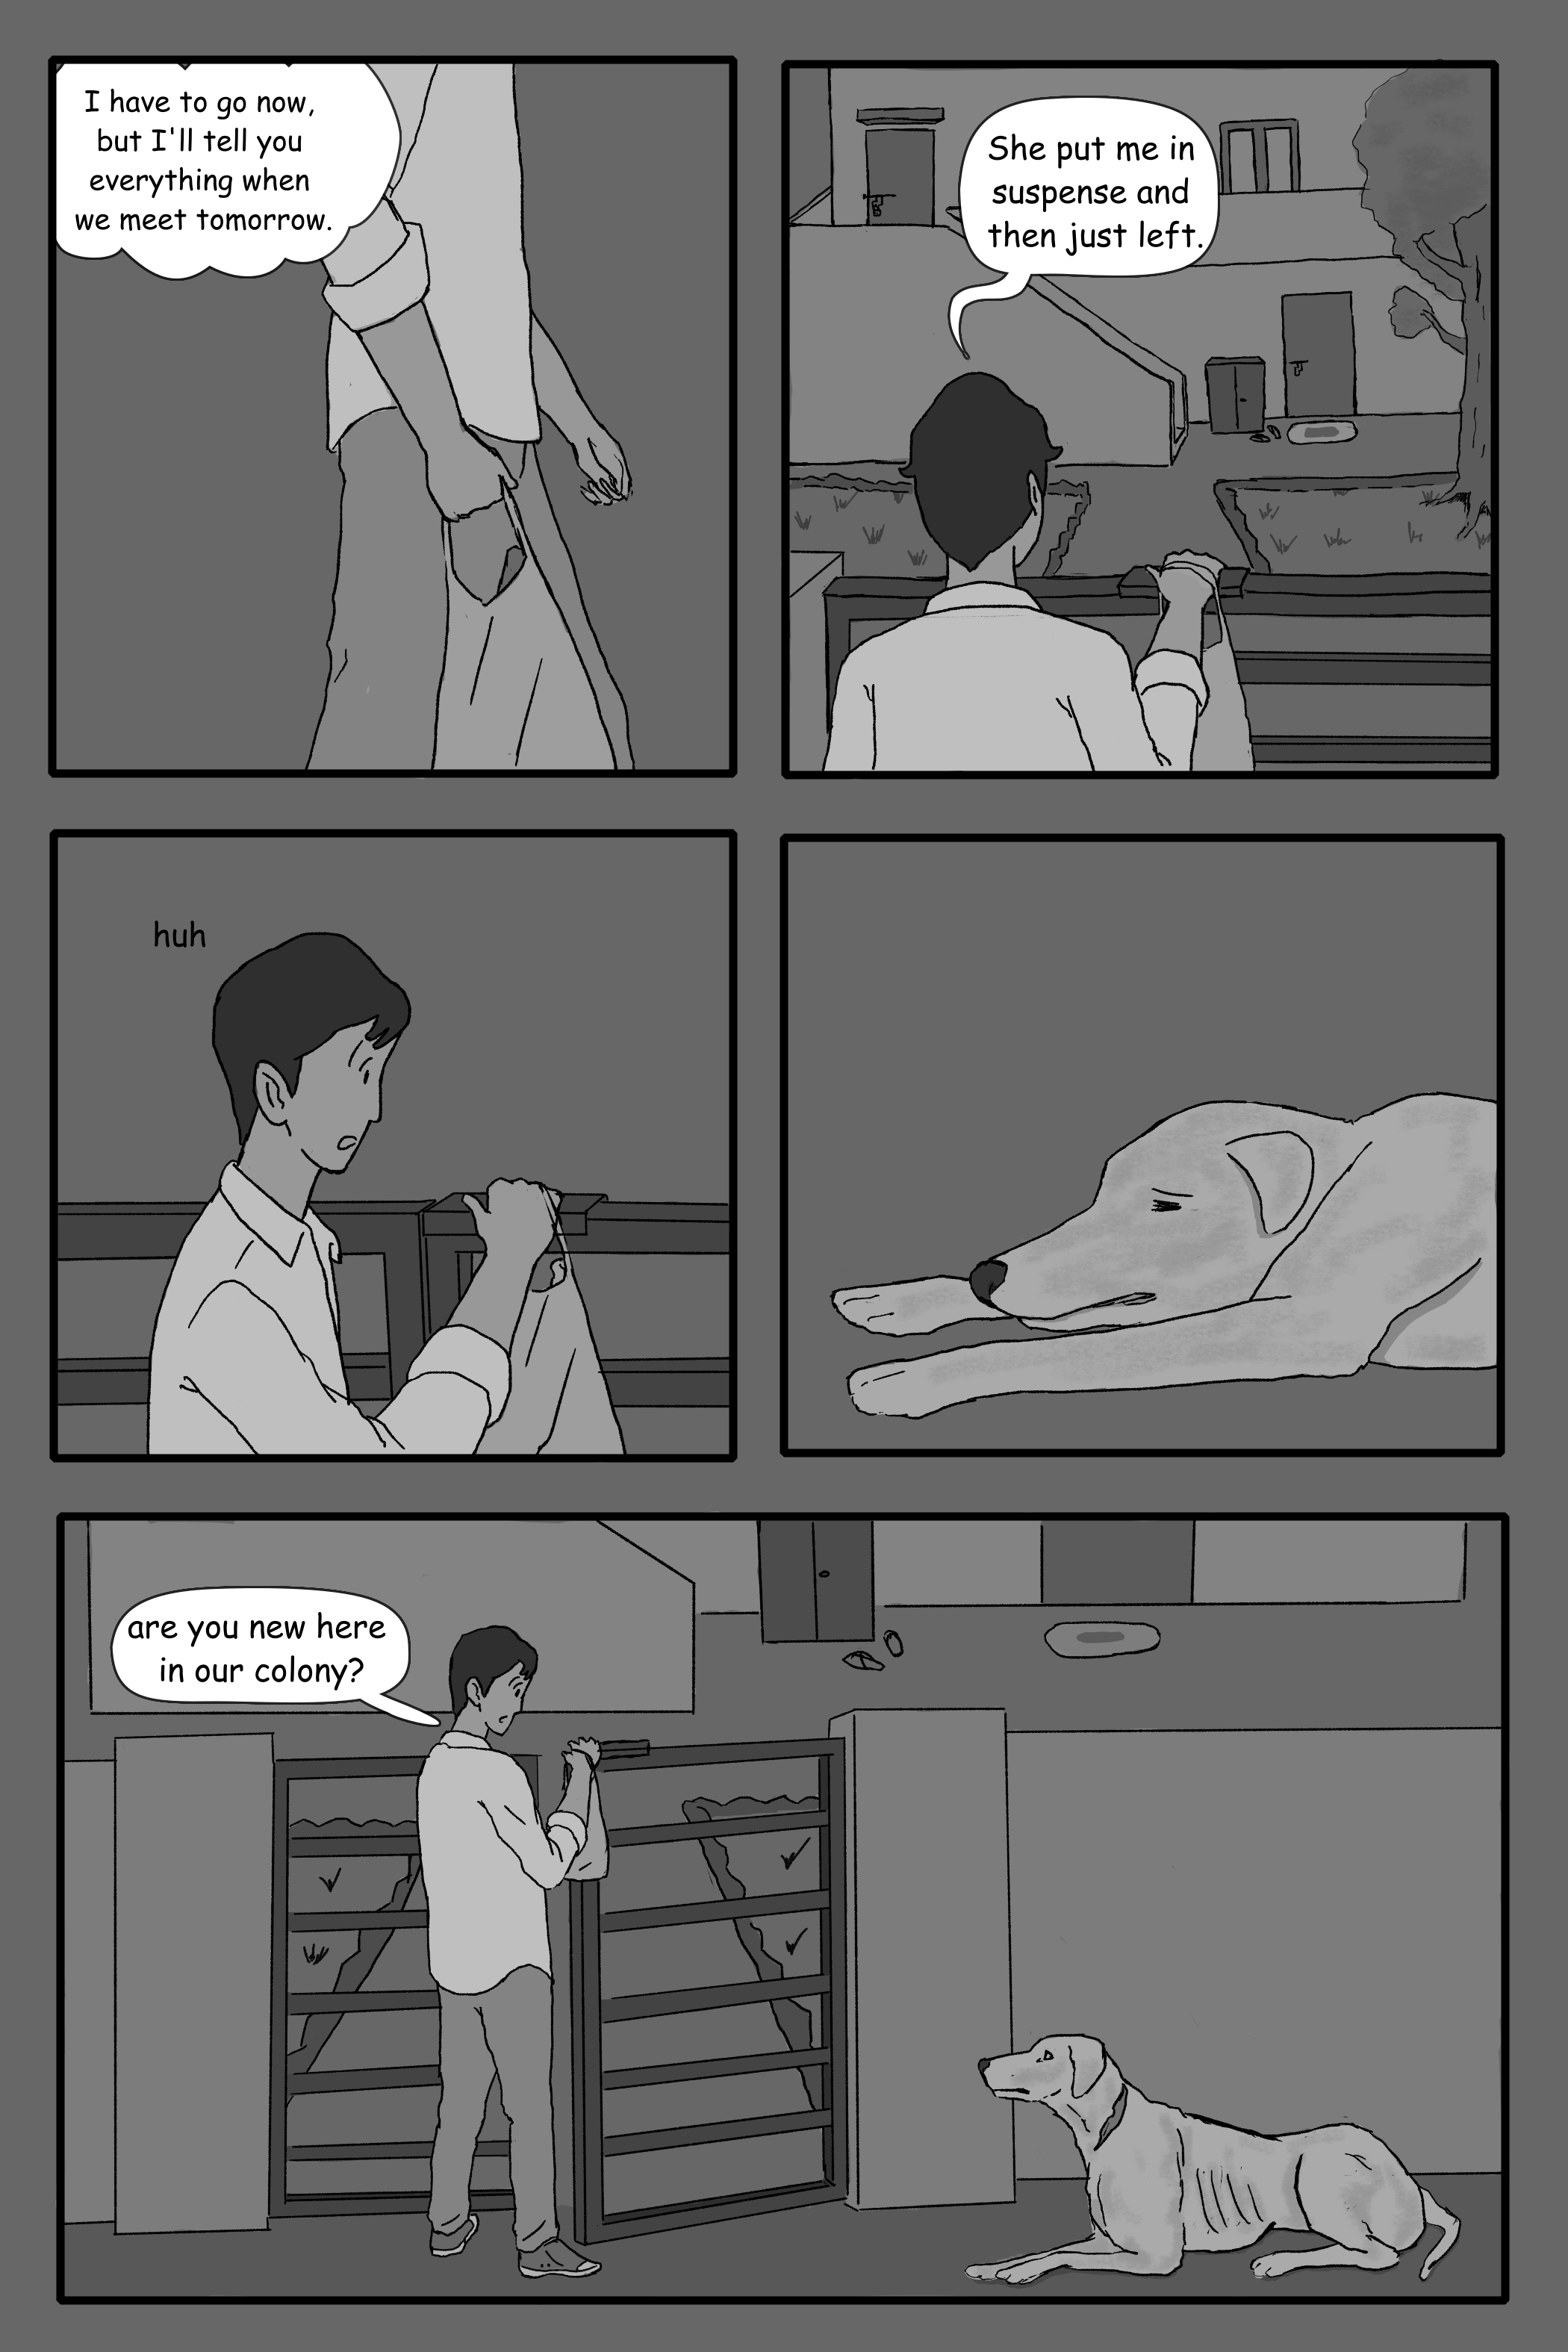 I have to go now,
but I'll tell you
everything when
we meet tomorrow.
She put me in
suspense and
then just left.
huh
are you new here
in our colony?